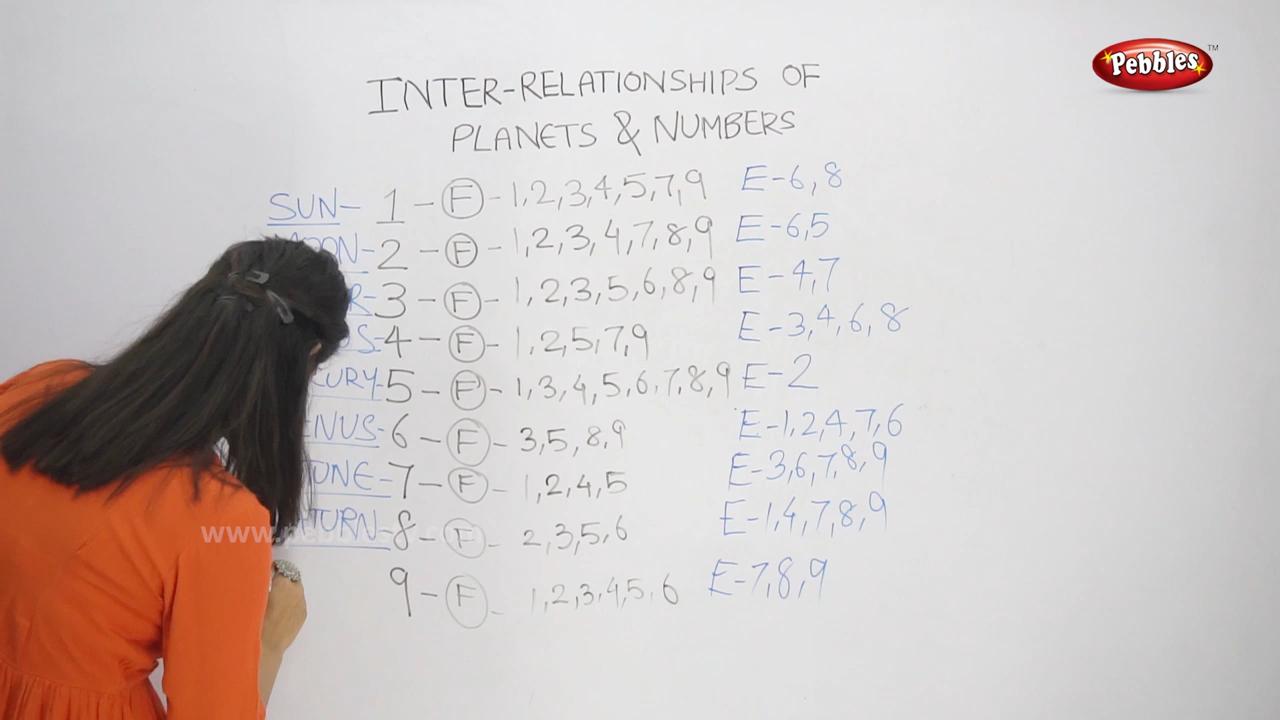 Pebbles TM
INTER-RELATIONSHIPS OF
PLANETS & NUMBERS
SUN- 1 - F - 1,2,3,4,5,7,9 E-6,8
2 - F - 1,2,3,4,7,8,9 E-6,5
3 - F - 1,2,3,5,6,8,9 E-4,7
4 - F - 1,2,5,7,9 E-3,4,6,8
5 - F - 1,3,4,5,6,7,8,9 E-2
6 - F - 3,5,8,9 E-1,2,4,7,6
7 - F - 1,2,4,5 E-3,6,7,8,9
8 - F - 2,3,5,6 E-1,4,7,8,9
9 - F - 1,2,3,4,5,6 E-7,8,9